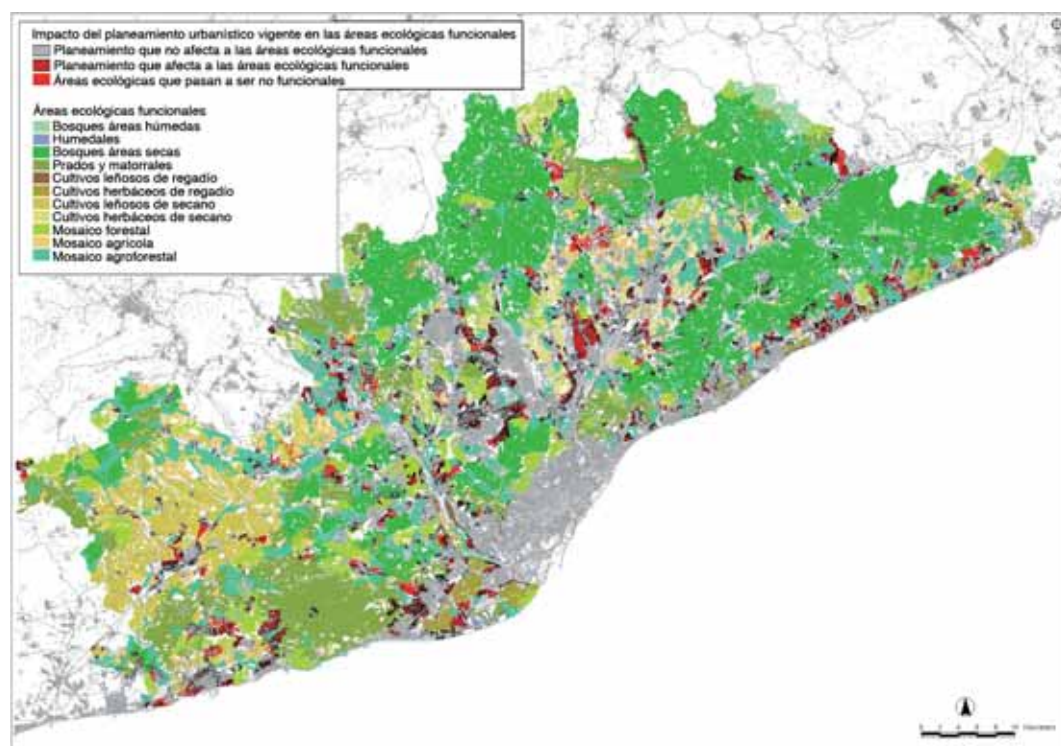 Impacto del planeamiento urbanístico vigente en las áreas ecológicas funcionales
Planeamiento que no afecta a las áreas ecológicas funcionales
Planeamiento que afecta a las áreas ecológicas funcionales
Áreas ecológicas que pasan a ser no funcionales
Áreas ecológicas funcionales
Bosques áreas húmedas
Humedales
Bosques áreas secas
Prados y matorrales
Cultivos leñosos de regadío
Cultivos herbáceos de regadío
Cultivos leñosos de secano
Cultivos herbáceos de secano
Mosaico forestal
Mosaico agrícola
Mosaico agroforestal